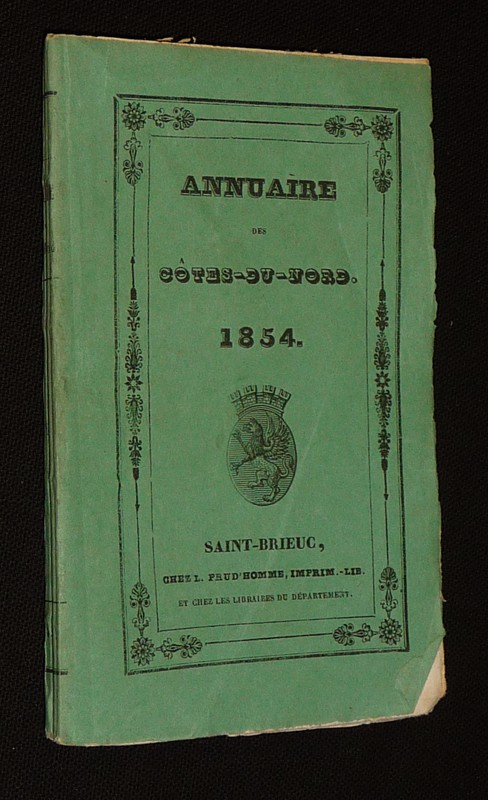 ANNUAIRE
DES
CÔTES-DU-NORD.
1854.
SAINT-BRIEUC,
CHEZ L. PRUD'HOMME, IMPRIM.-LIB.
ET CHEZ LES LIBRAIRES DU DÉPARTEMENT.